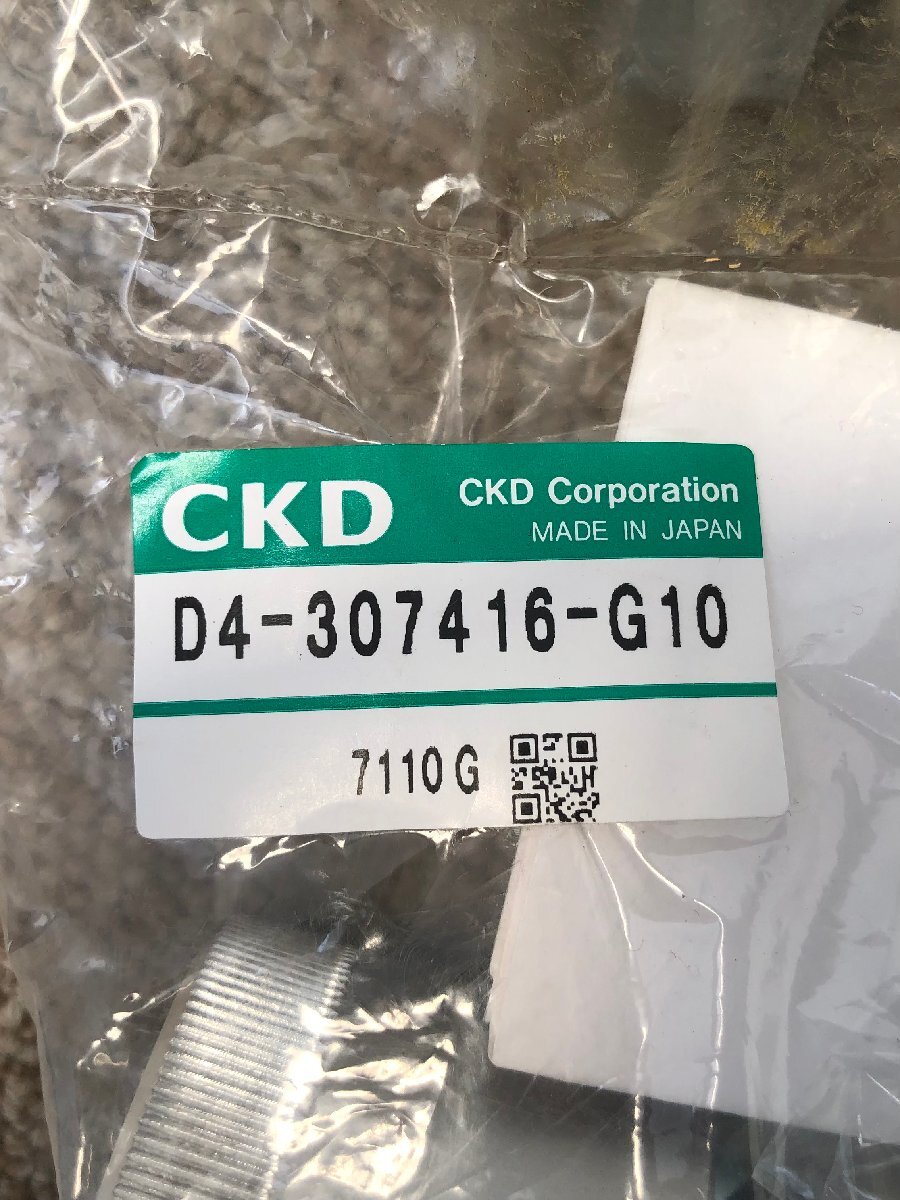 CKD
CKD Corporation
MADE IN JAPAN
D4-307416-G10
7110G